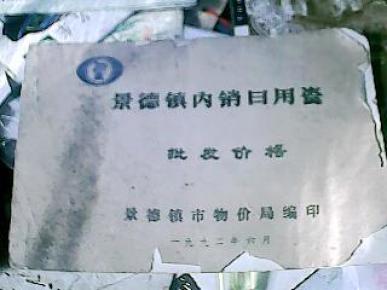 景德镇内销日用瓷
批发价格
景德镇市物价局编印
一九九二年六月